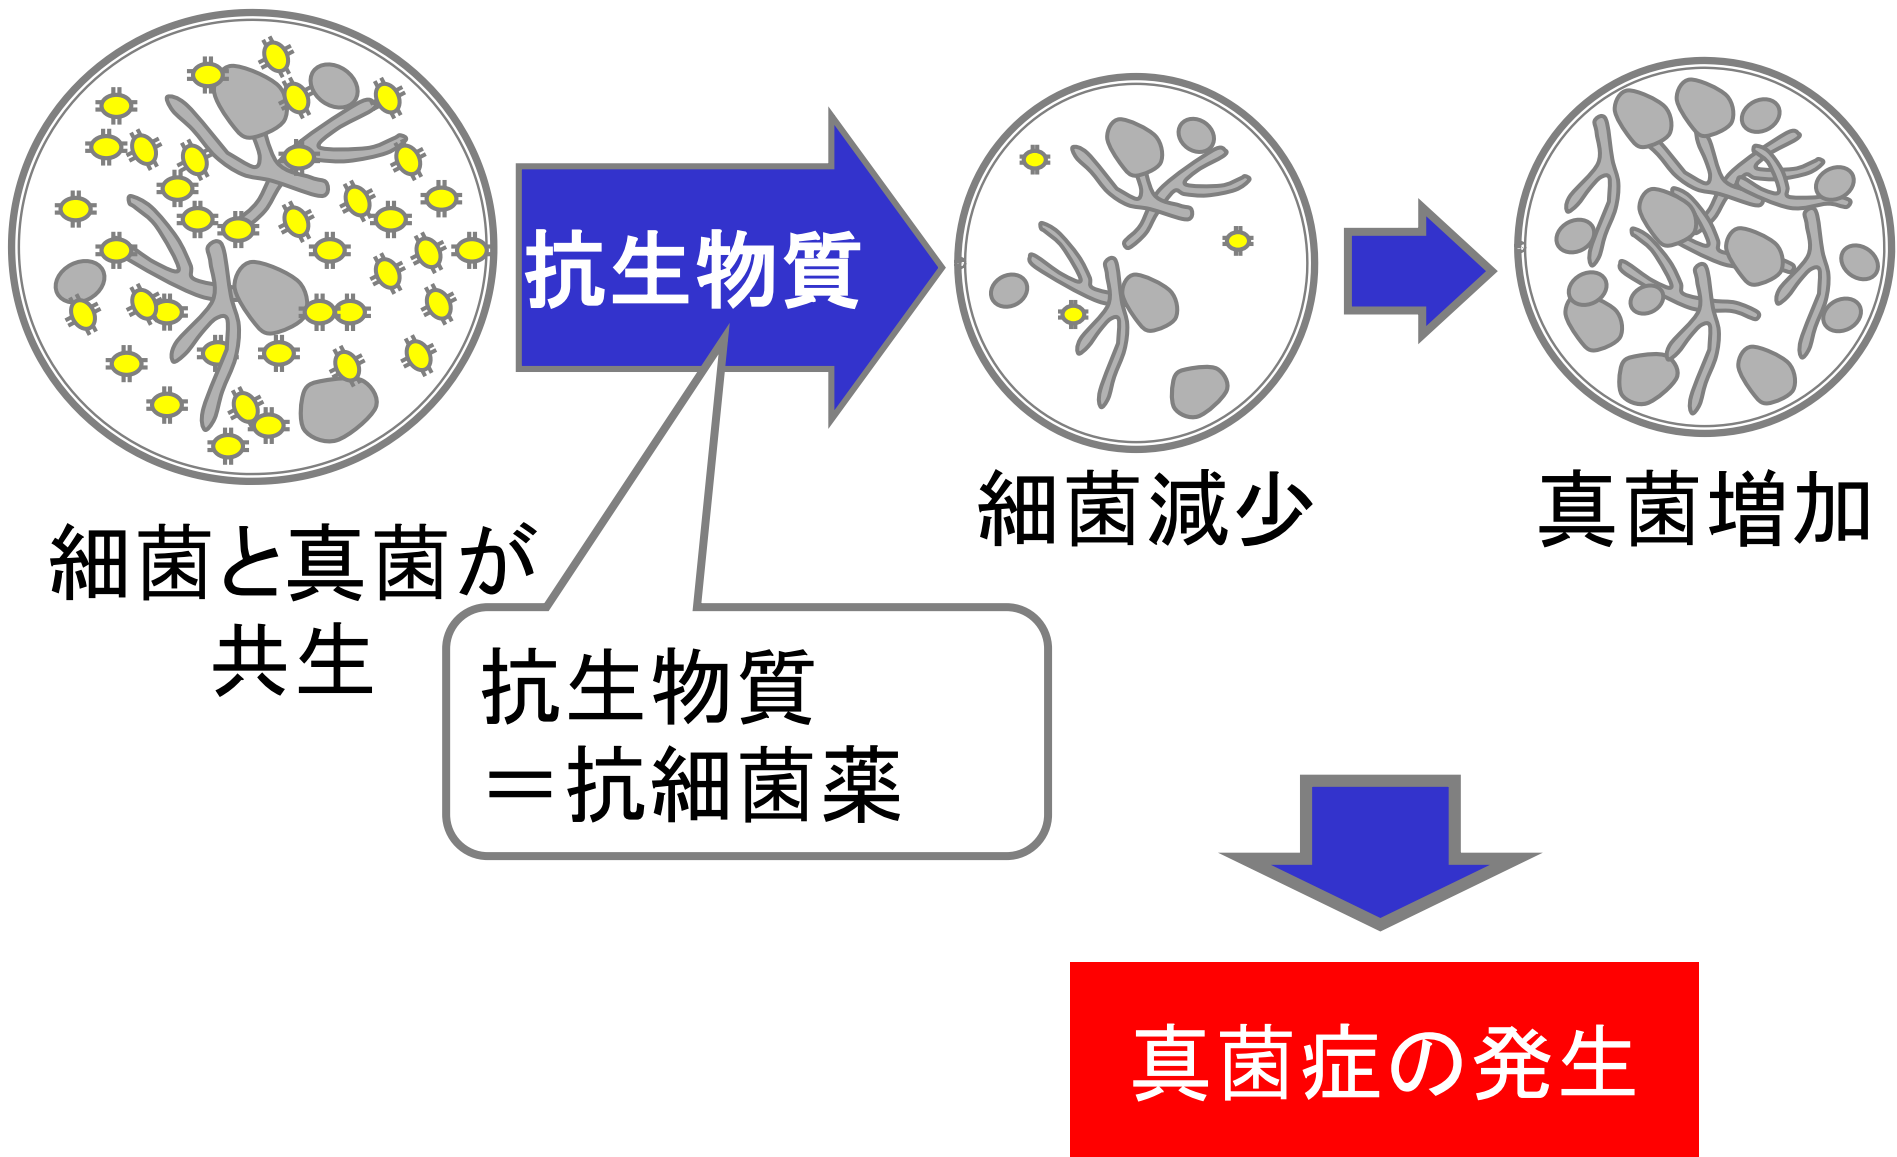 抗生物質
細菌と真菌が
共生
細菌減少
真菌増加
抗生物質
＝抗細菌薬
真菌症の発生